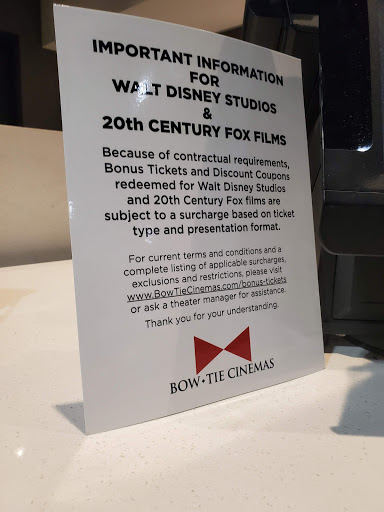 IMPORTANT INFORMATION
FOR
WALT DISNEY STUDIOS
&
20th CENTURY FOX FILMS
Because of contractual requirements,
Bonus Tickets and Discount Coupons
redeemed for Walt Disney Studios
and 20th Century Fox films are
subject to a surcharge based on ticket
type and presentation format.
For current terms and conditions and a
complete listing of applicable surcharges,
exclusions and restrictions, please visit
www.BowTieCinemas.com/bonus-tickets
or ask a theater manager for assistance.
Thank you for your understanding.
BOW•TIE CINEMAS